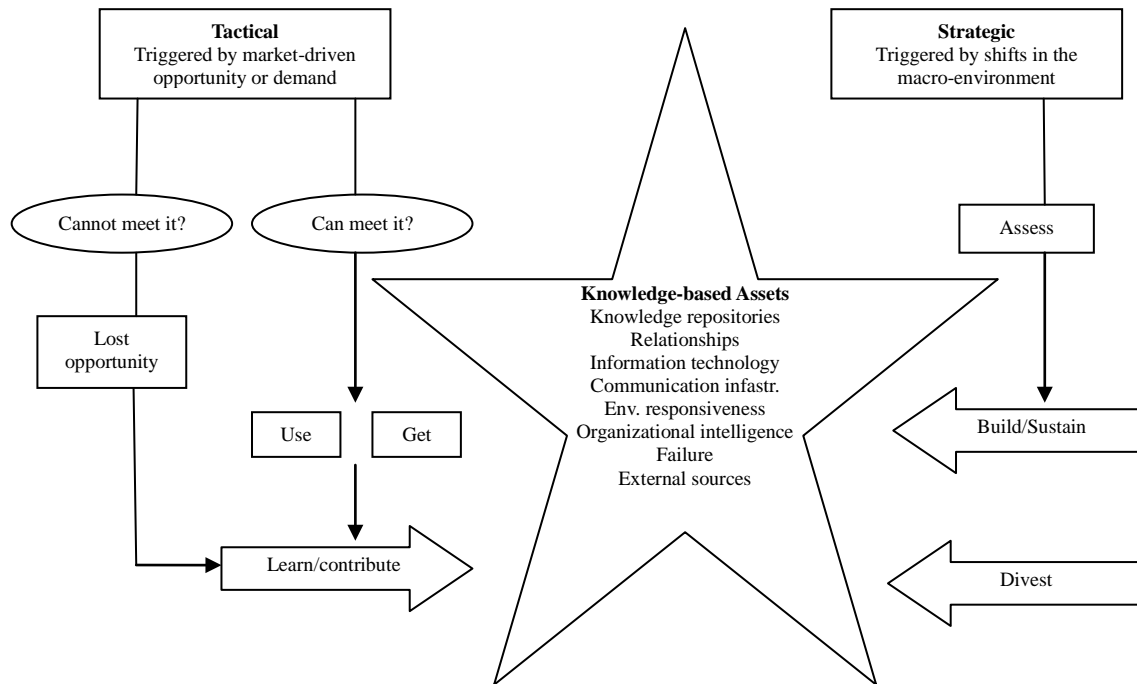 Tactical
Triggered by market-driven
opportunity or demand
Strategic
Triggered by shifts in the
macro-environment
Cannot meet it?
Can meet it?
Assess
Lost
opportunity
Knowledge-based Assets
Knowledge repositories
Relationships
Information technology
Communication infastr.
Env. responsiveness
Organizational intelligence
Failure
External sources
Use
Get
Build/Sustain
Learn/contribute
Divest